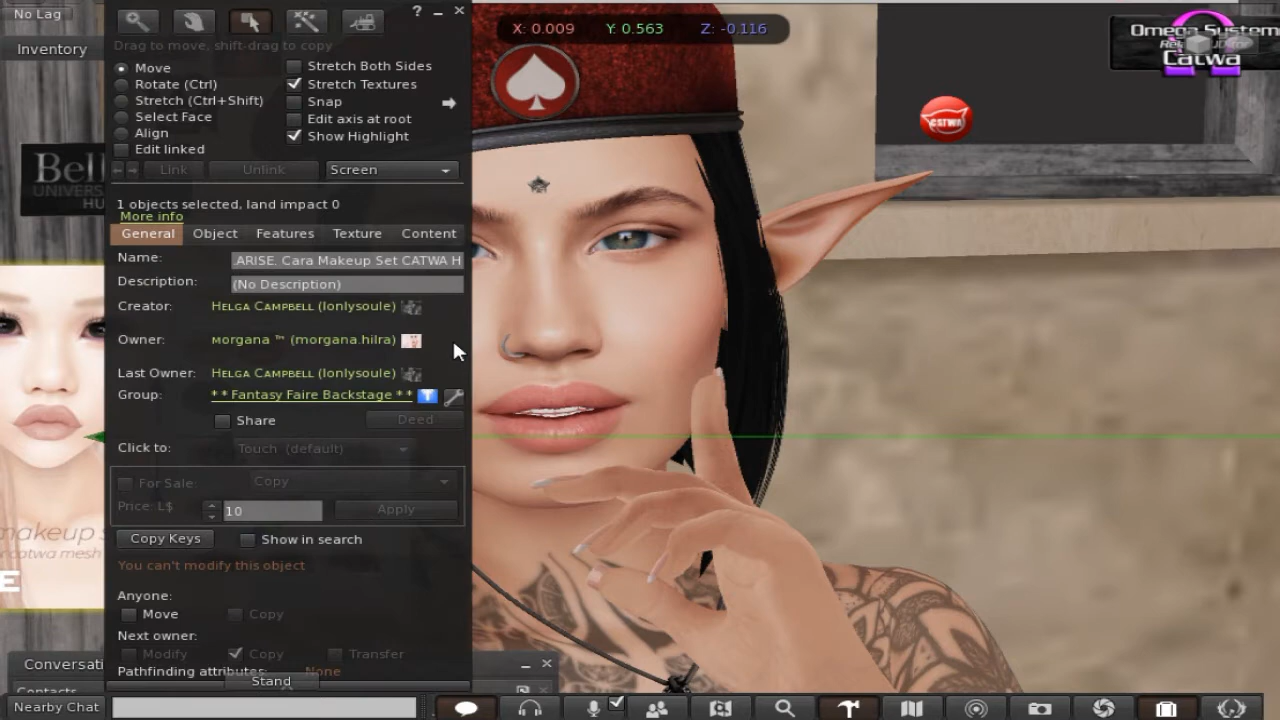 No Lag
Inventory
? _ ×
Drag to move, shift-drag to copy
Move
Rotate (Ctrl)
Stretch (Ctrl+Shift)
Select Face
Align
Edit linked
Stretch Both Sides
Stretch Textures
Snap
Edit axis at root
Show Highlight
Link
Unlink
Screen
1 objects selected, land impact 0
More info
General Object Features Texture Content
Name: ARISE. Cara Makeup Set CATWA H
Description: (No Description)
Creator: Helga Campbell (lonlysoule)
Owner: morgana ™ (morgana.hilra)
Last Owner: Helga Campbell (lonlysoule)
Group: * * Fantasy Faire Backstage * *
Share Deed
Click to: Touch (default)
For Sale: Copy
Price: L$ 10 Apply
Copy Keys Show in search
You can't modify this object
Anyone:
Move Copy
Next owner:
Modify Copy Transfer
Pathfinding attributes: None
Stand
Conversati
Contacts
Nearby Chat
X: 0.009 Y: 0.563 Z: -0.116
Omega System
Catwa
CATWA
Bell
UNIVERS
HU
makeup s
r catwa mesh
E